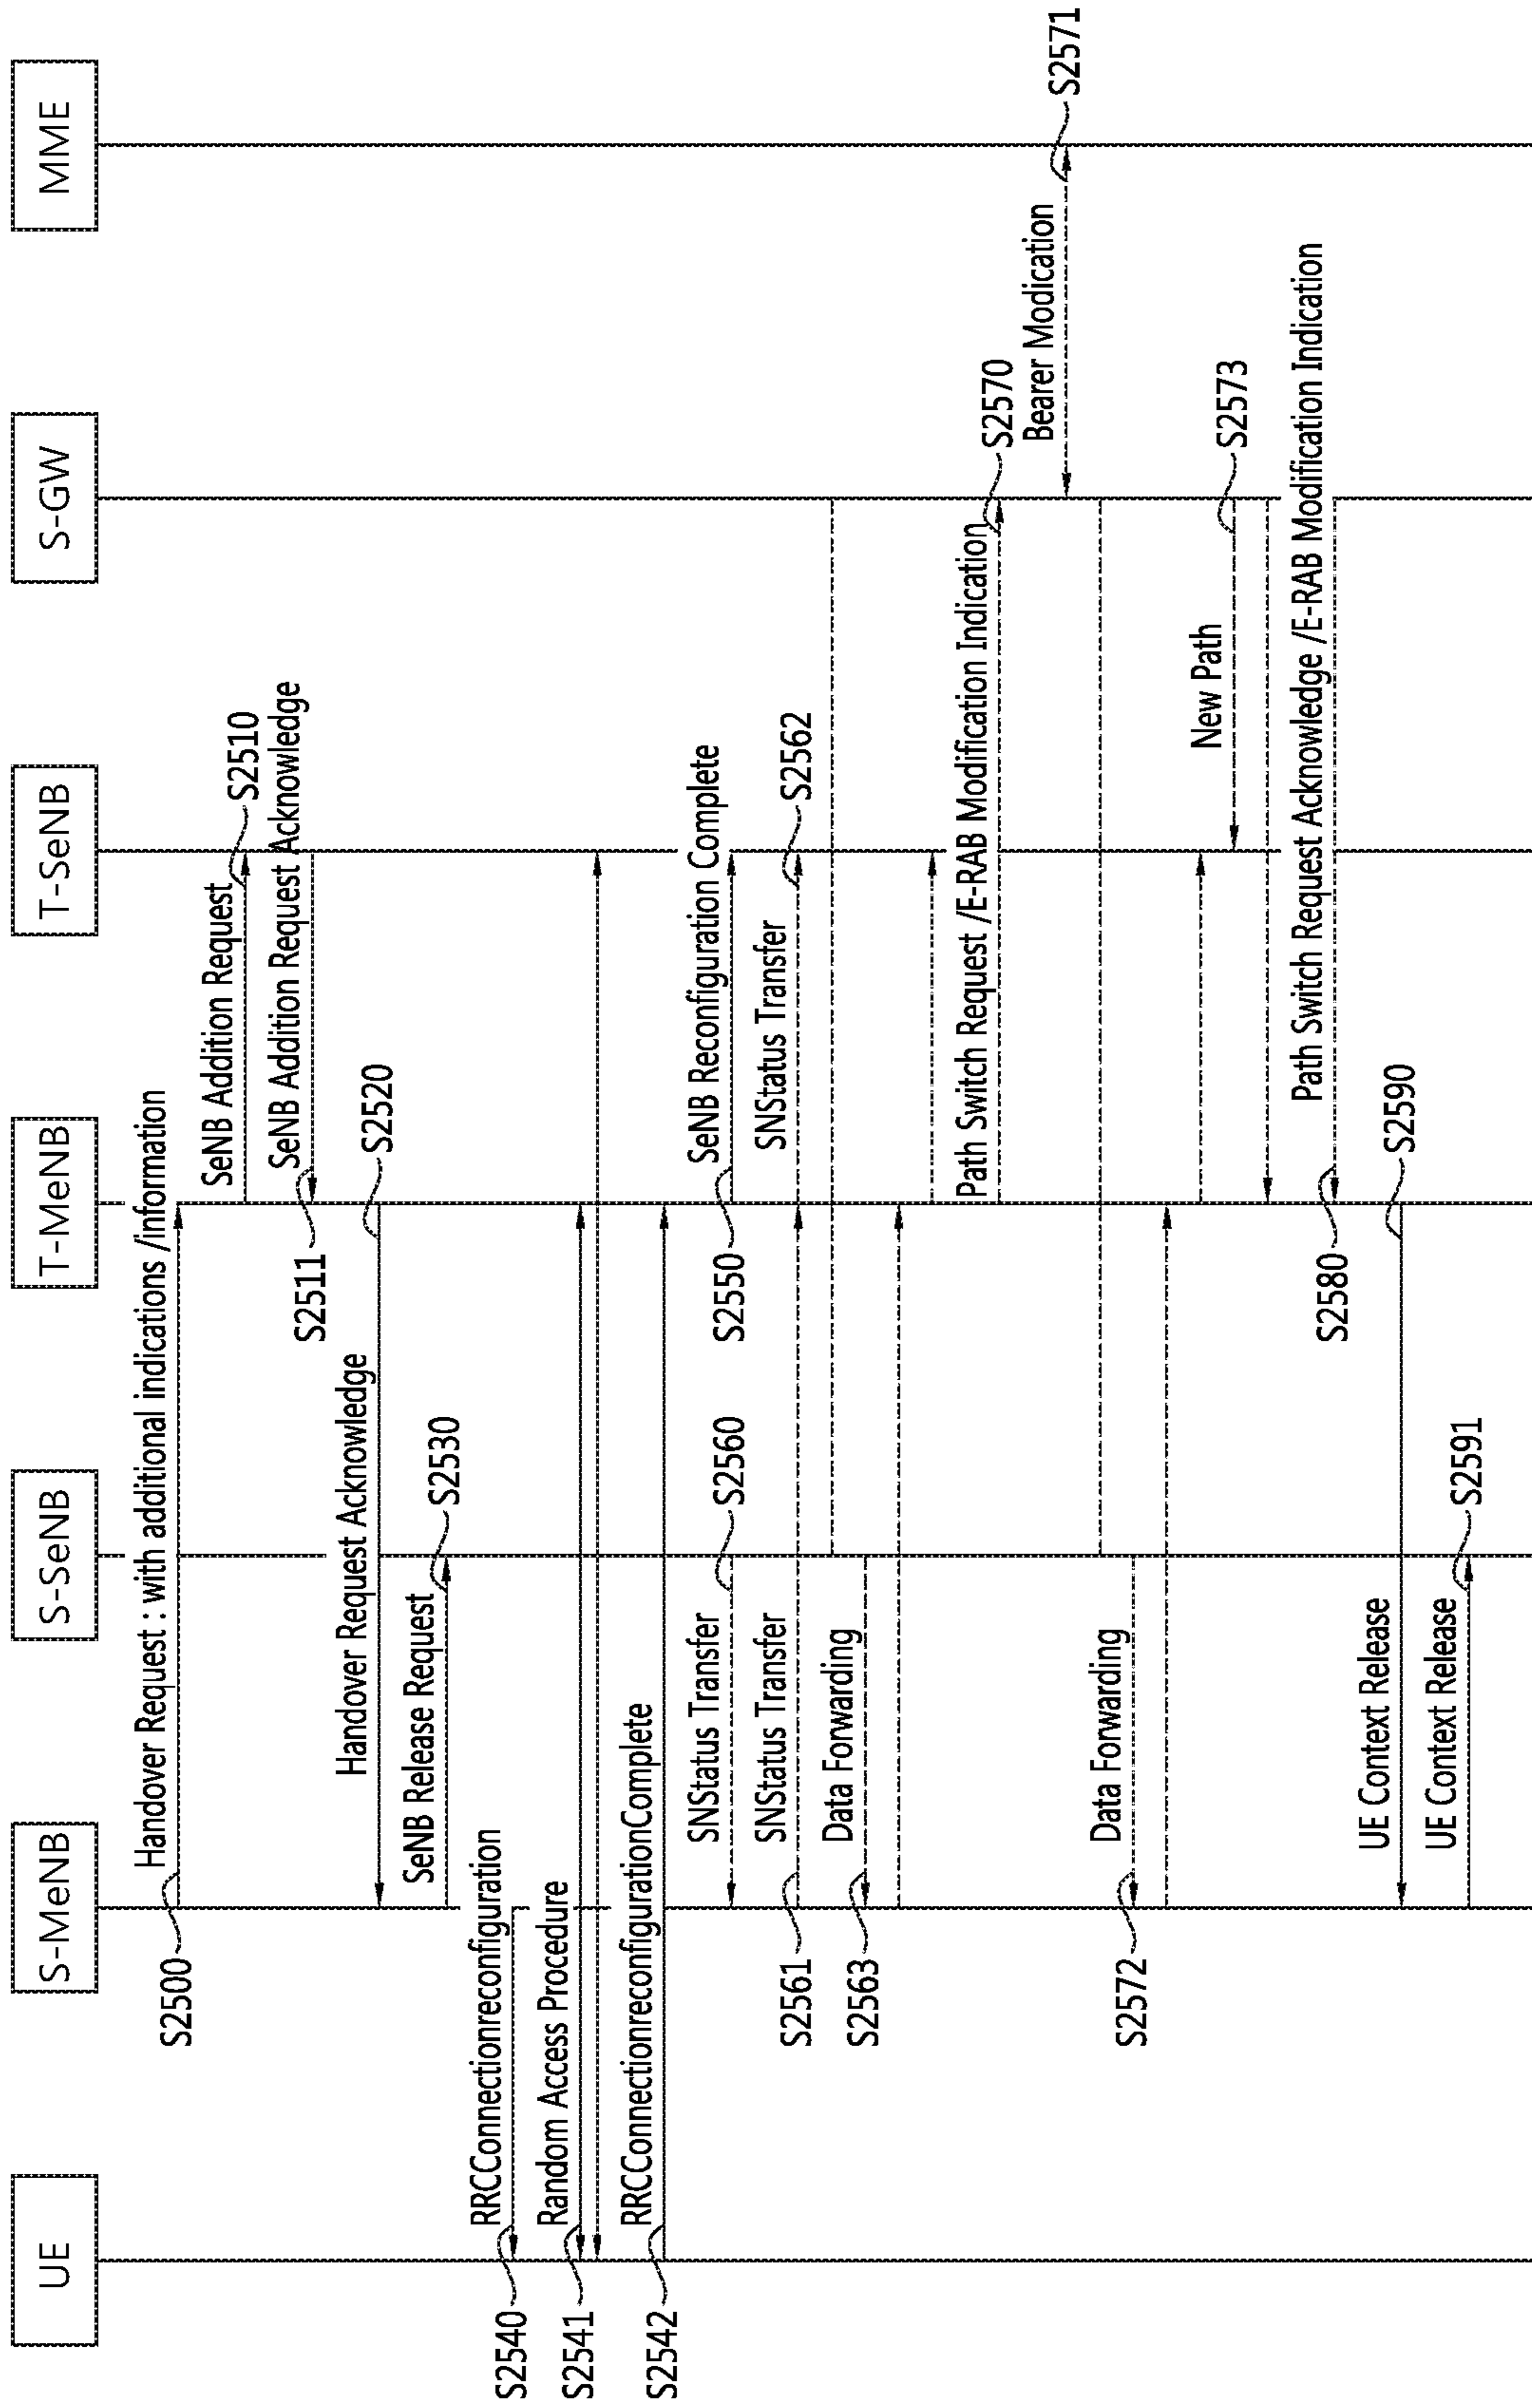 UE
S-MeNB
S-SeNB
T-MeNB
T-SeNB
S-GW
MME
S2500
Handover Request : with additional indications /information
SeNB Addition Request
S2510
S2511
SeNB Addition Request Acknowledge
Handover Request Acknowledge
S2520
SeNB Release Request
S2530
S2540
RRCConnectionreconfiguration
S2541
Random Access Procedure
S2542
RRCConnectionreconfigurationComplete
SNStatus Transfer
S2560
S2550
SeNB Reconfiguration Complete
S2561
SNStatus Transfer
SNStatus Transfer
S2562
S2563
Data Forwarding
Path Switch Request /E-RAB Modification Indication
S2570
Bearer Modication
S2571
S2572
Data Forwarding
New Path
S2573
S2580
Path Switch Request Acknowledge /E-RAB Modification Indication
UE Context Release
S2590
UE Context Release
S2591